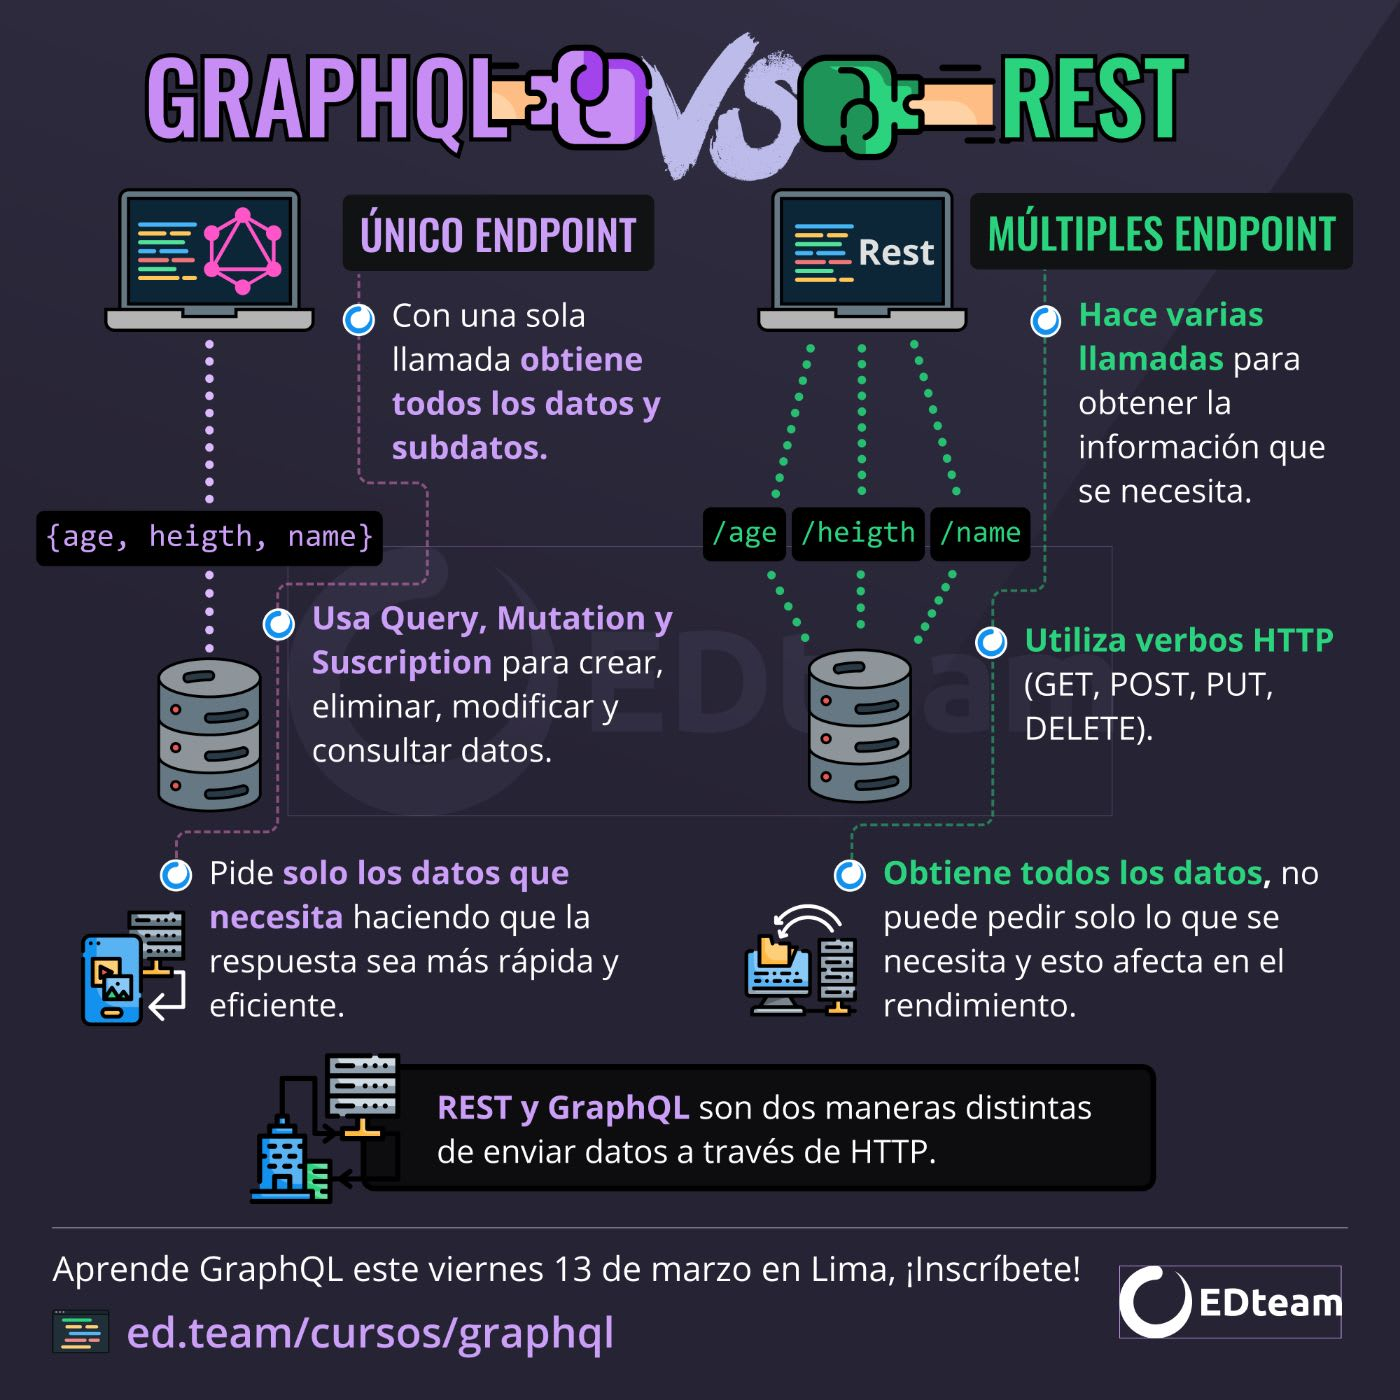 GRAPHQL VS REST
ÚNICO ENDPOINT
Con una sola
llamada obtiene
todos los datos y
subdatos.
{age, heigth, name}
Usa Query, Mutation y
Suscription para crear,
eliminar, modificar y
consultar datos.
Pide solo los datos que
necesita haciendo que la
respuesta sea más rápida y
eficiente.
Rest
MÚLTIPLES ENDPOINT
Hace varias
llamadas para
obtener la
información que
se necesita.
/age /heigth /name
Utiliza verbos HTTP
(GET, POST, PUT,
DELETE).
Obtiene todos los datos, no
puede pedir solo lo que se
necesita y esto afecta en el
rendimiento.
EDteam
REST y GraphQL son dos maneras distintas
de enviar datos a través de HTTP.
Aprende GraphQL este viernes 13 de marzo en Lima, ¡Inscríbete!
ed.team/cursos/graphql
EDteam